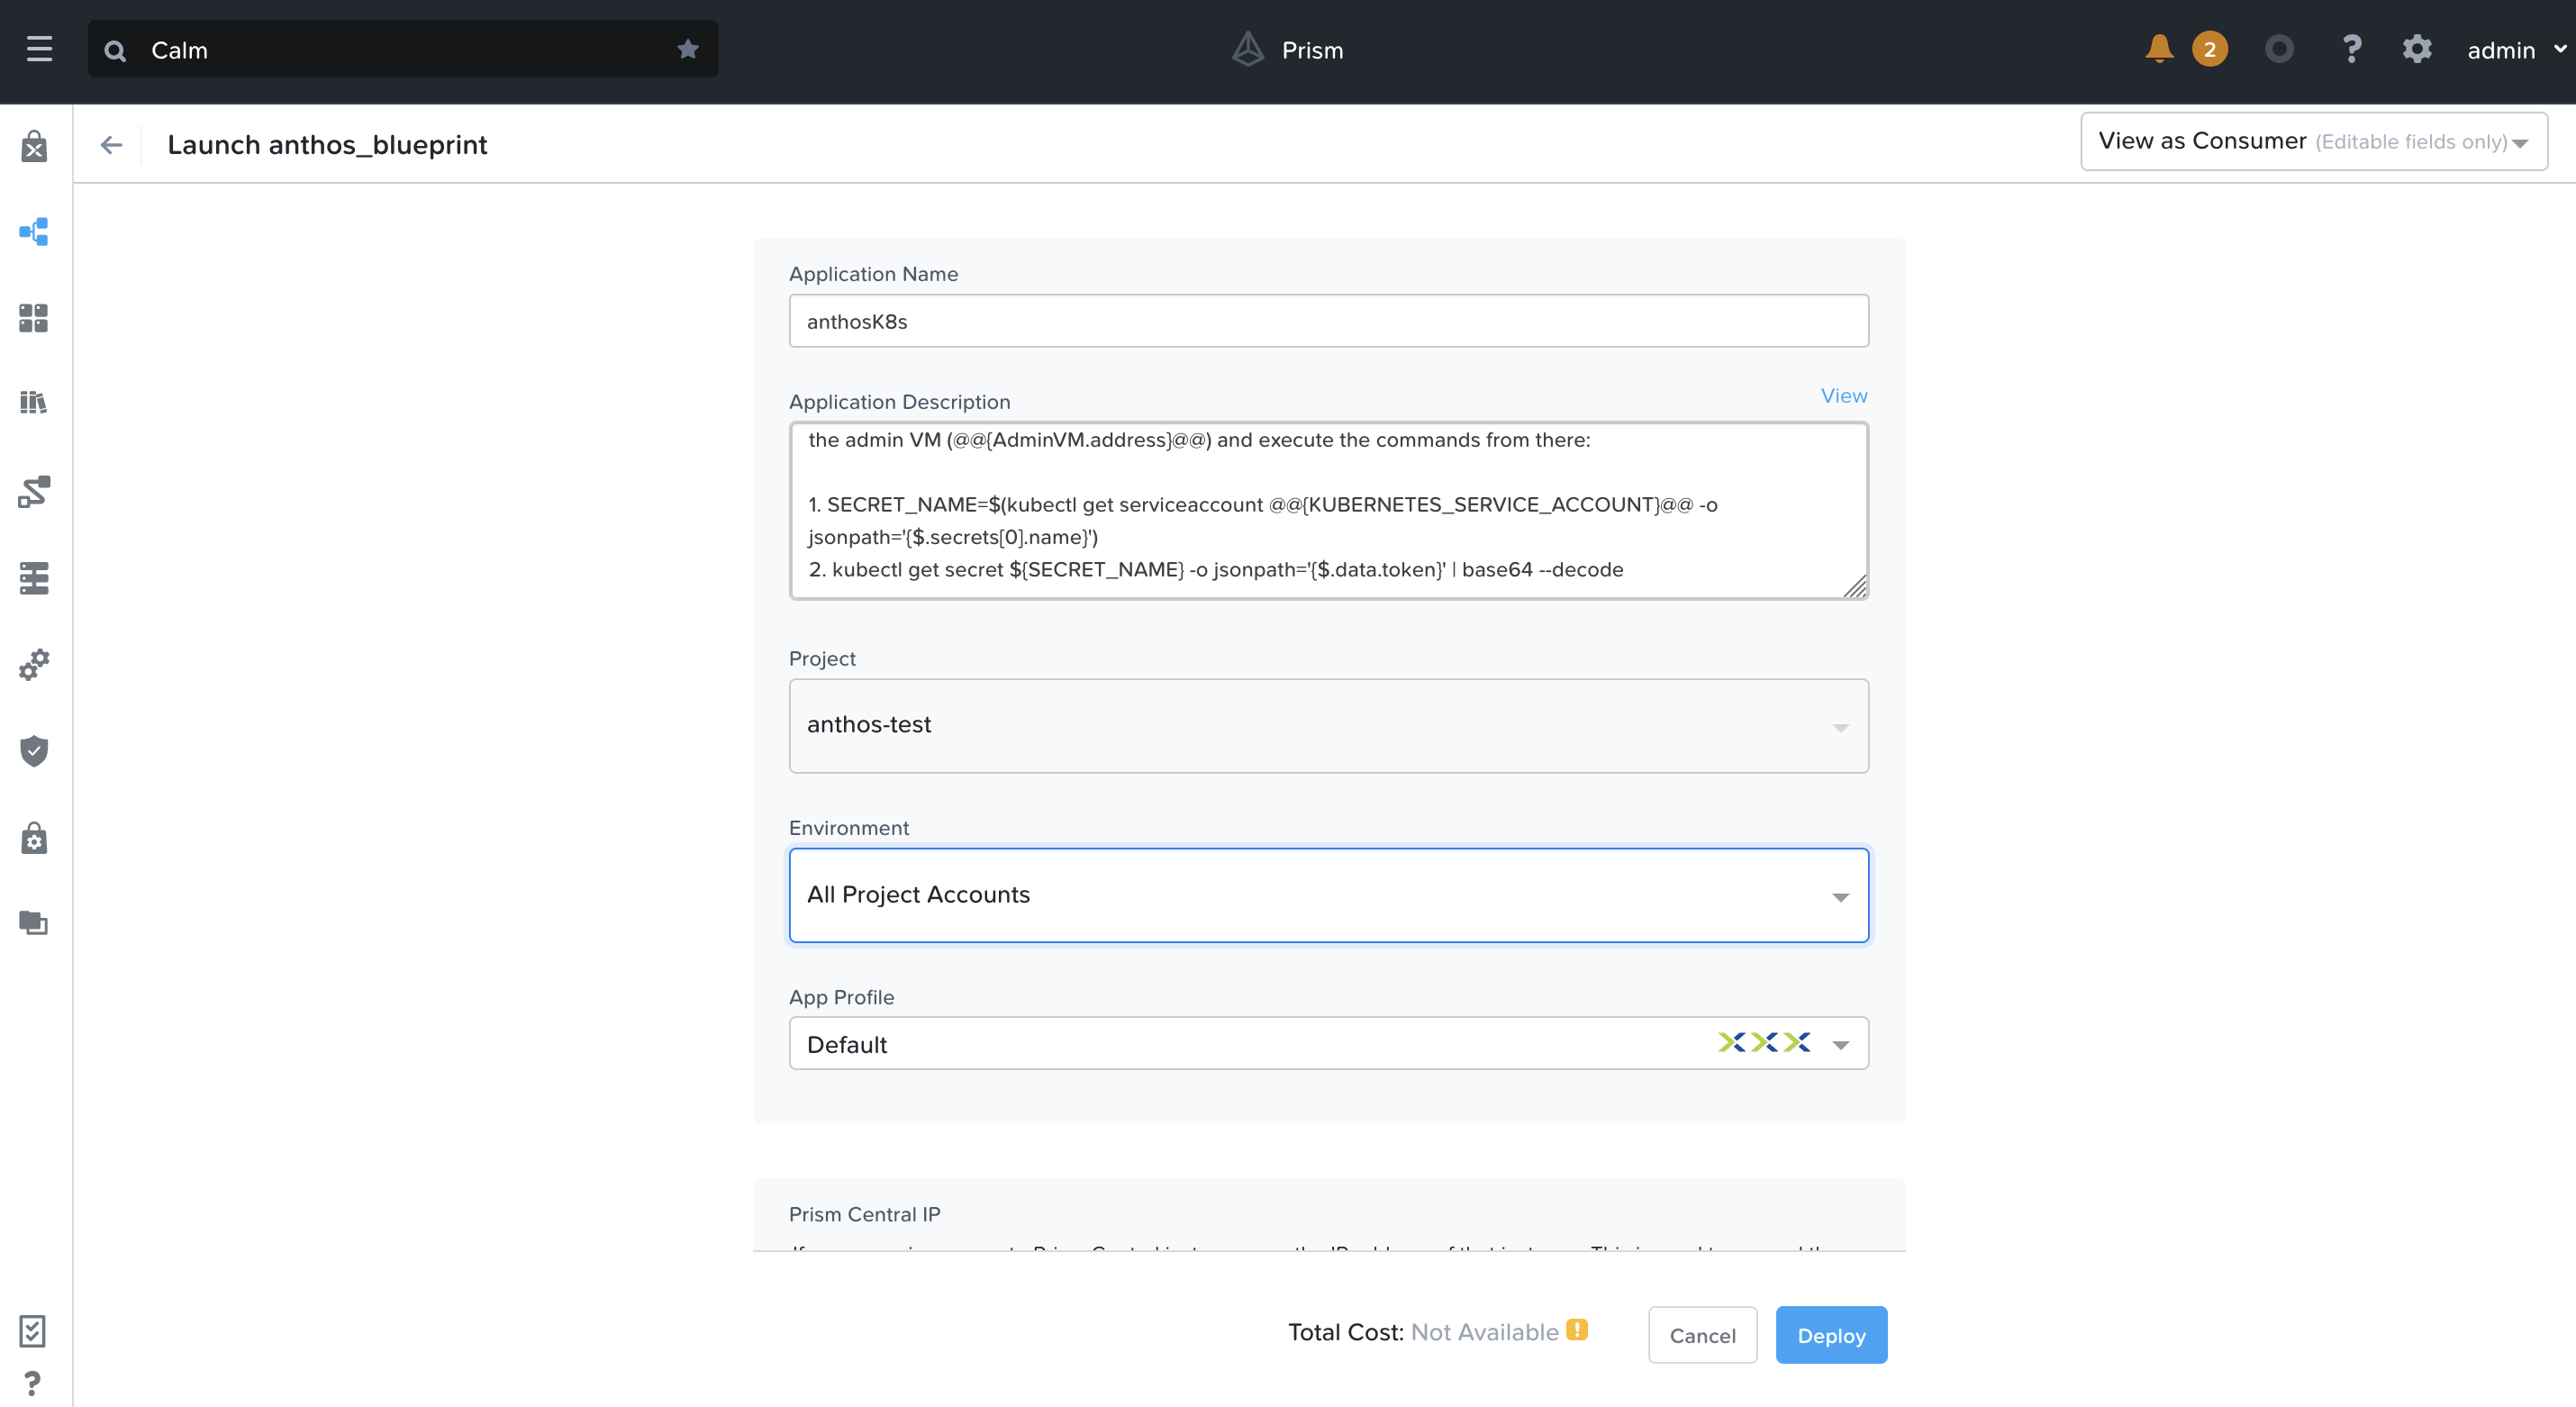 Calm
Prism
2
?
admin
Launch anthos_blueprint
View as Consumer (Editable fields only)
Application Name
anthosK8s
Application Description
View
the admin VM (@@{AdminVM.address}@@) and execute the commands from there:
1. SECRET_NAME=$(kubectl get serviceaccount @@{KUBERNETES_SERVICE_ACCOUNT}@@ -o
jsonpath='{$.secrets[0].name}')
2. kubectl get secret ${SECRET_NAME} -o jsonpath='{$.data.token}' | base64 --decode
Project
anthos-test
Environment
All Project Accounts
App Profile
Default
Prism Central IP
Total Cost: Not Available !
Cancel
Deploy
?